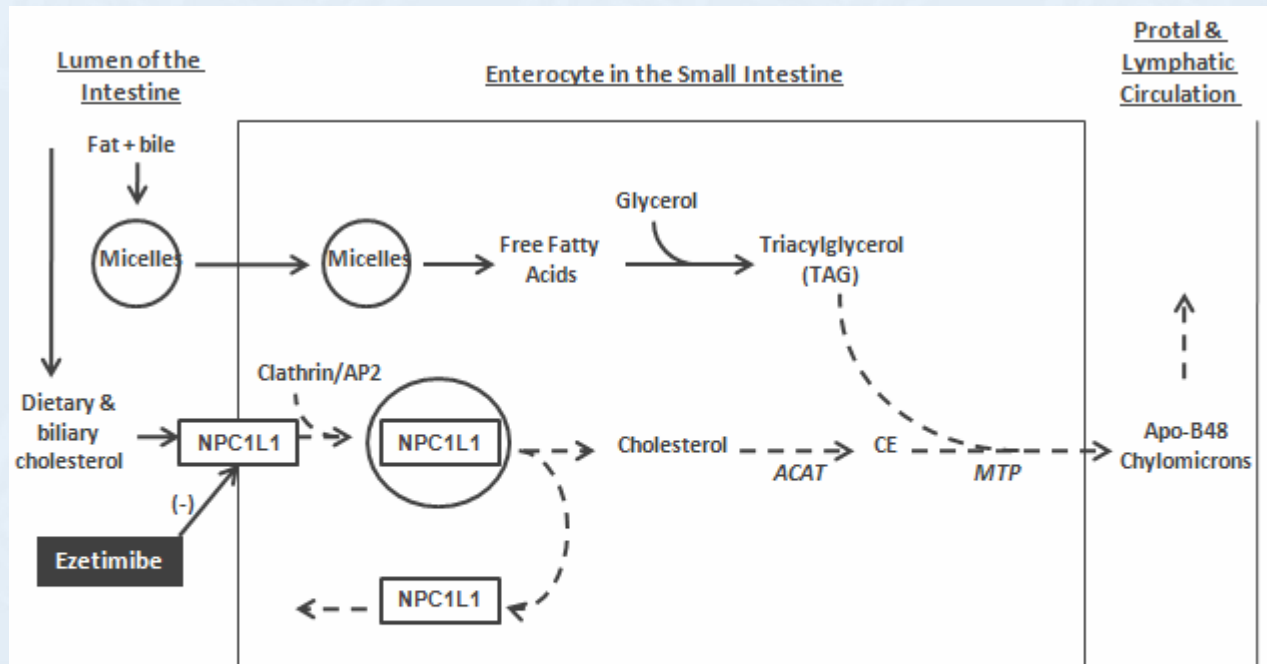 Lumen of the
Intestine
Enterocyte in the Small Intestine
Protal &
Lymphatic
Circulation
Fat + bile
Micelles
Micelles
Free Fatty
Acids
Glycerol
Triacylglycerol
(TAG)
Clathrin/AP2
Dietary &
biliary
cholesterol
NPC1L1
NPC1L1
Cholesterol
ACAT
CE
MTP
Apo-B48
Chylomicrons
(-)
Ezetimibe
NPC1L1